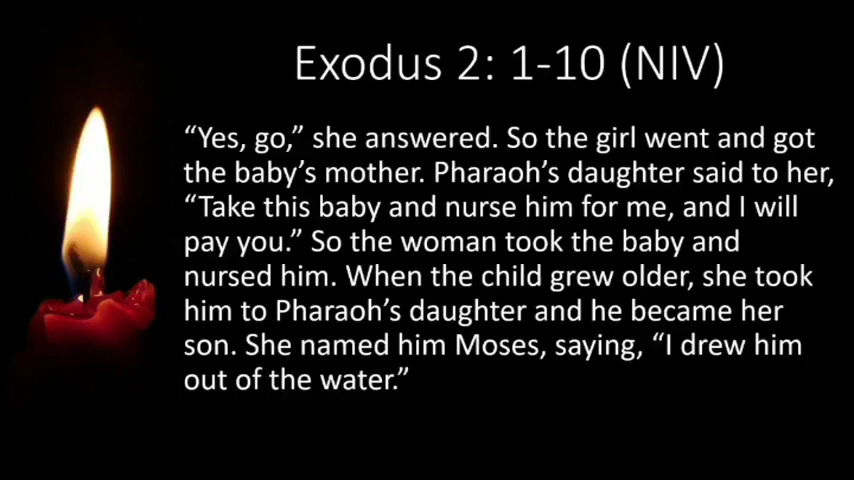 Exodus 2: 1-10 (NIV)
“Yes, go,” she answered. So the girl went and got
the baby’s mother. Pharaoh’s daughter said to her,
“Take this baby and nurse him for me, and I will
pay you.” So the woman took the baby and
nursed him. When the child grew older, she took
him to Pharaoh’s daughter and he became her
son. She named him Moses, saying, “I drew him
out of the water.”